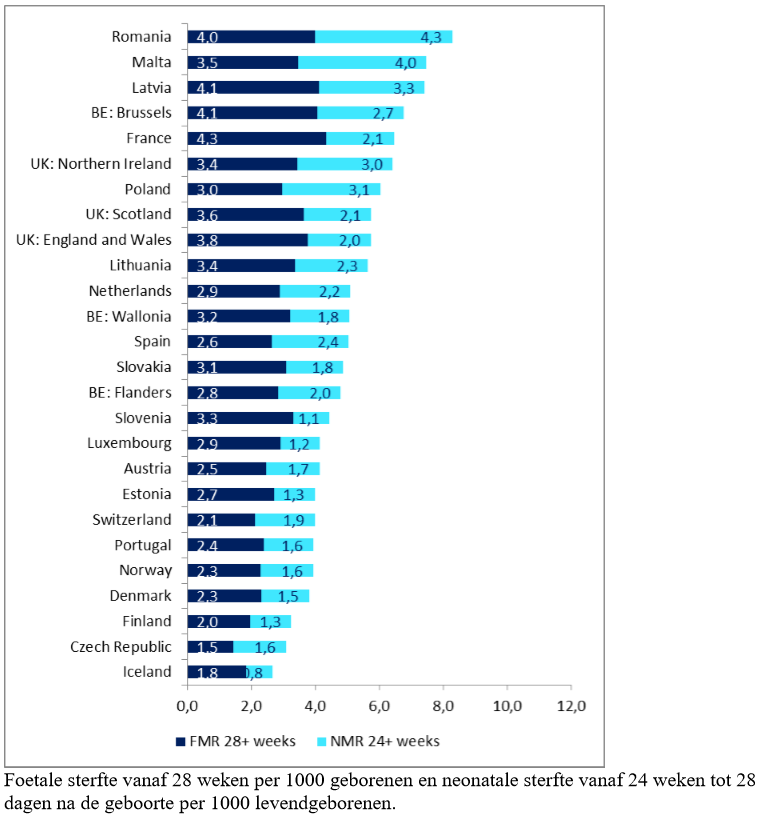 Romania 4,0 4,3
Malta 3,5 4,0
Latvia 4,1 3,3
BE: Brussels 4,1 2,7
France 4,3 2,1
UK: Northern Ireland 3,4 3,0
Poland 3,0 3,1
UK: Scotland 3,6 2,1
UK: England and Wales 3,8 2,0
Lithuania 3,4 2,3
Netherlands 2,9 2,2
BE: Wallonia 3,2 1,8
Spain 2,6 2,4
Slovakia 3,1 1,8
BE: Flanders 2,8 2,0
Slovenia 3,3 1,1
Luxembourg 2,9 1,2
Austria 2,5 1,7
Estonia 2,7 1,3
Switzerland 2,1 1,9
Portugal 2,4 1,6
Norway 2,3 1,6
Denmark 2,3 1,5
Finland 2,0 1,3
Czech Republic 1,5 1,6
Iceland 1,8 0,8
0,0 2,0 4,0 6,0 8,0 10,0 12,0
FMR 28+ weeks NMR 24+ weeks
Foetale sterfte vanaf 28 weken per 1000 geborenen en neonatale sterfte vanaf 24 weken tot 28
dagen na de geboorte per 1000 levendgeborenen.